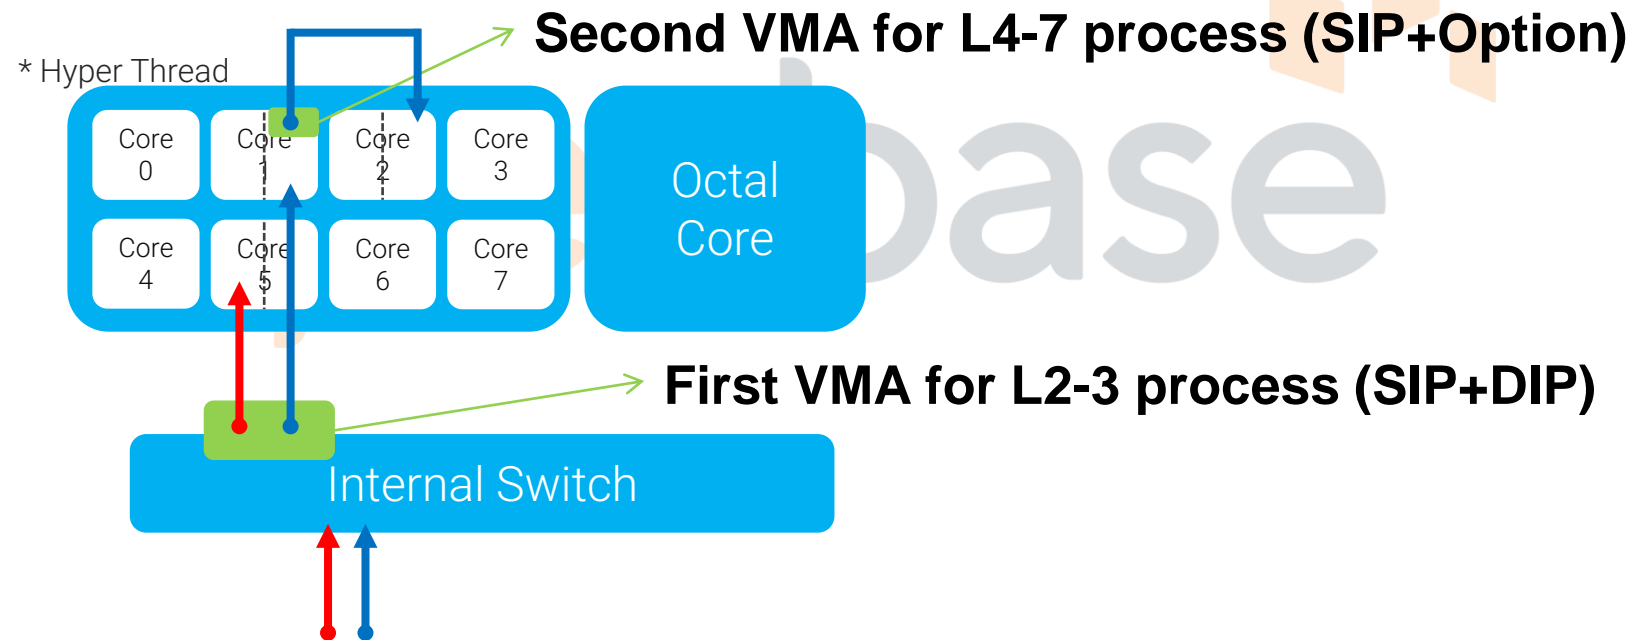 Second VMA for L4-7 process (SIP+Option)
* Hyper Thread
Core
0
Core
1
Core
2
Core
3
Core
4
Core
5
Core
6
Core
7
Octal
Core
base
First VMA for L2-3 process (SIP+DIP)
Internal Switch